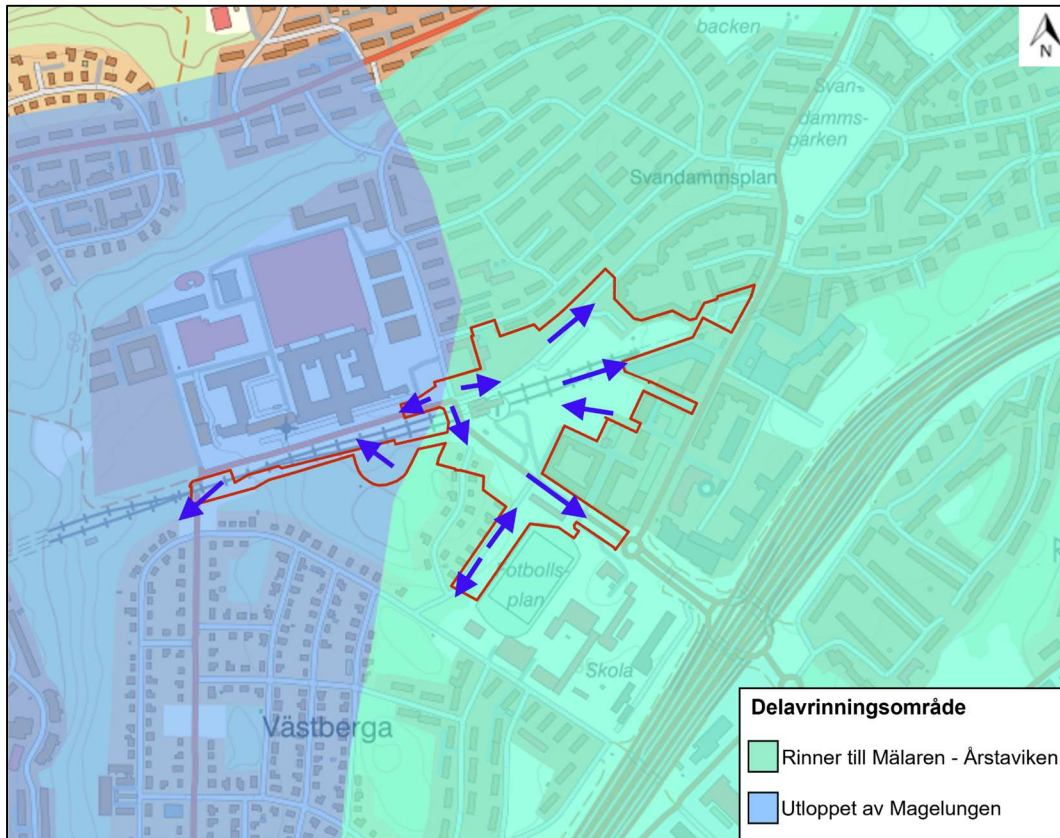 backen
N
Svan-
damms-
parken
Svandammsplan
Fotbolls-
plan
Skola
Västberga
Delavrinningsområde
Rinner till Mälaren - Årstaviken
Utloppet av Magelungen